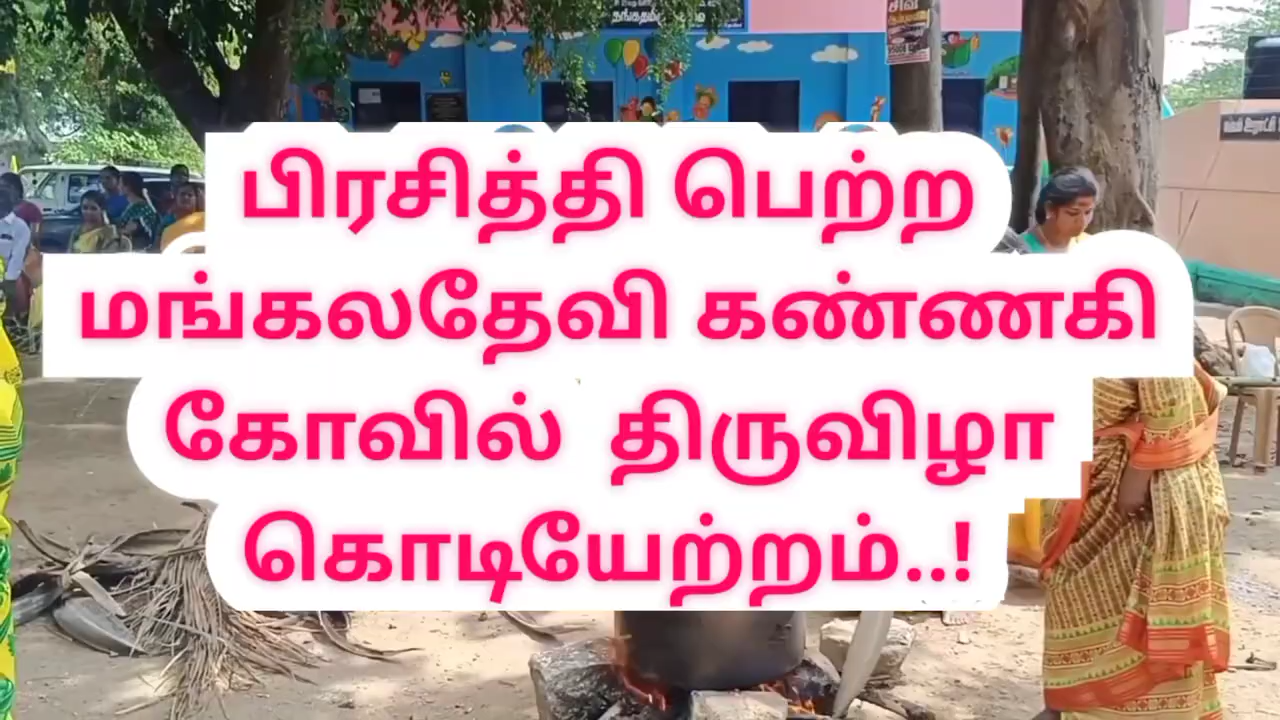 பிரசித்தி பெற்ற
மங்கலதேவி கண்ணகி
கோவில் திருவிழா
கொடியேற்றம்..!